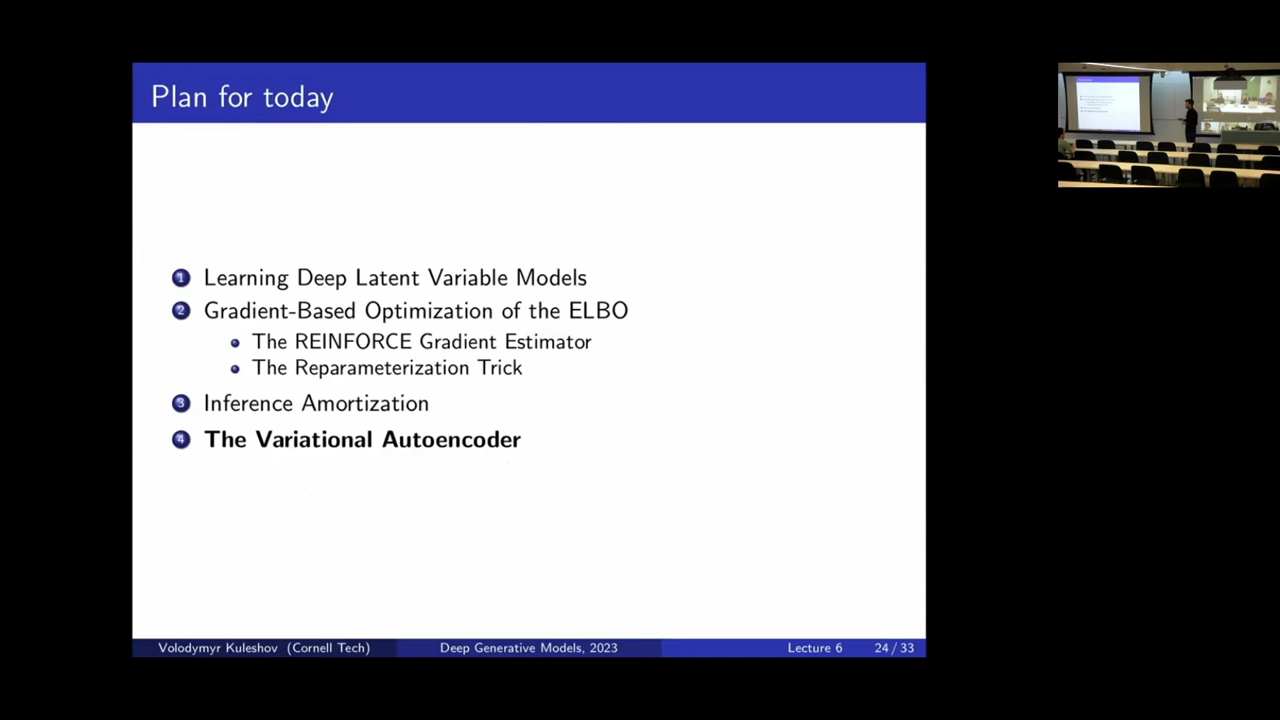 Plan for today
1 Learning Deep Latent Variable Models
2 Gradient-Based Optimization of the ELBO
The REINFORCE Gradient Estimator
The Reparameterization Trick
3 Inference Amortization
4 The Variational Autoencoder
Volodymyr Kuleshov (Cornell Tech) Deep Generative Models, 2023 Lecture 6 24 / 33